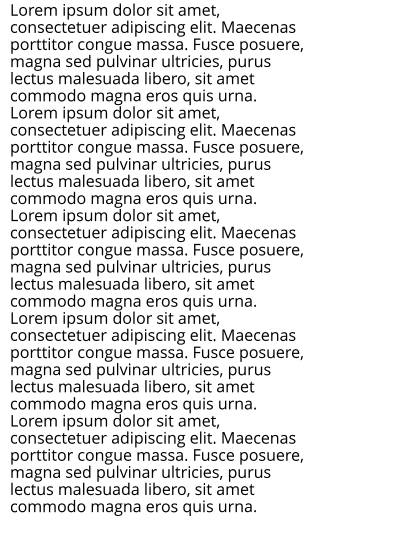 Lorem ipsum dolor sit amet,
consectetuer adipiscing elit. Maecenas
porttitor congue massa. Fusce posuere,
magna sed pulvinar ultricies, purus
lectus malesuada libero, sit amet
commodo magna eros quis urna.
Lorem ipsum dolor sit amet,
consectetuer adipiscing elit. Maecenas
porttitor congue massa. Fusce posuere,
magna sed pulvinar ultricies, purus
lectus malesuada libero, sit amet
commodo magna eros quis urna.
Lorem ipsum dolor sit amet,
consectetuer adipiscing elit. Maecenas
porttitor congue massa. Fusce posuere,
magna sed pulvinar ultricies, purus
lectus malesuada libero, sit amet
commodo magna eros quis urna.
Lorem ipsum dolor sit amet,
consectetuer adipiscing elit. Maecenas
porttitor congue massa. Fusce posuere,
magna sed pulvinar ultricies, purus
lectus malesuada libero, sit amet
commodo magna eros quis urna.
Lorem ipsum dolor sit amet,
consectetuer adipiscing elit. Maecenas
porttitor congue massa. Fusce posuere,
magna sed pulvinar ultricies, purus
lectus malesuada libero, sit amet
commodo magna eros quis urna.